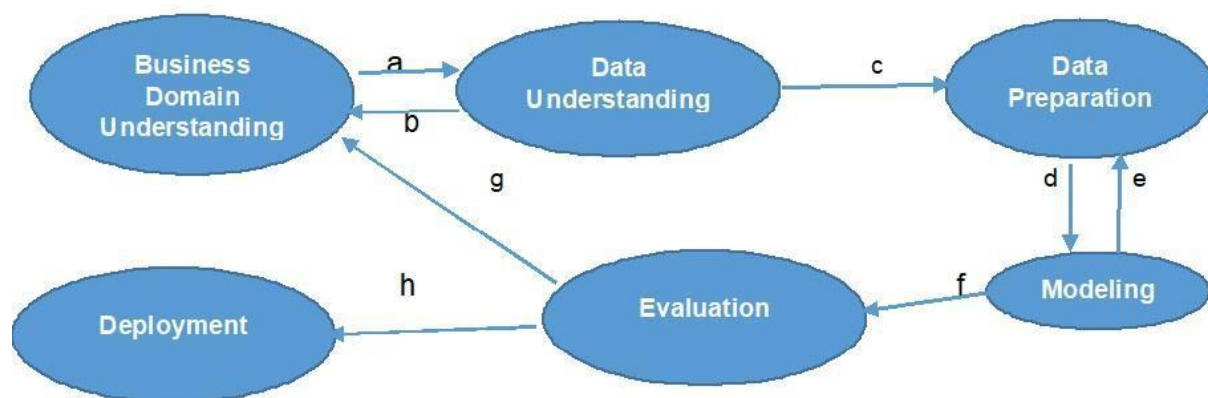 Business
Domain
Understanding
a
b
Data
Understanding
c
Data
Preparation
d
e
g
h
f
Modeling
Evaluation
Deployment